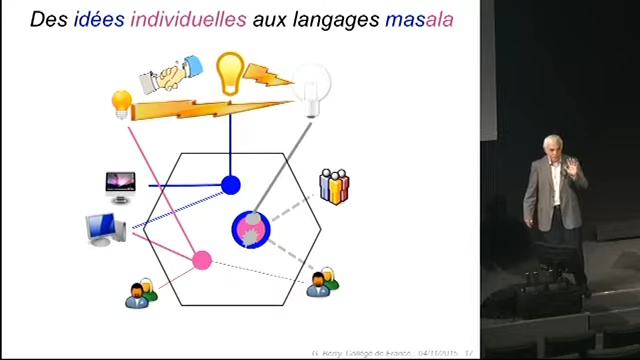 Des idées individuelles aux langages masala
G. Berry, Collège de France, 04/11/2015 17